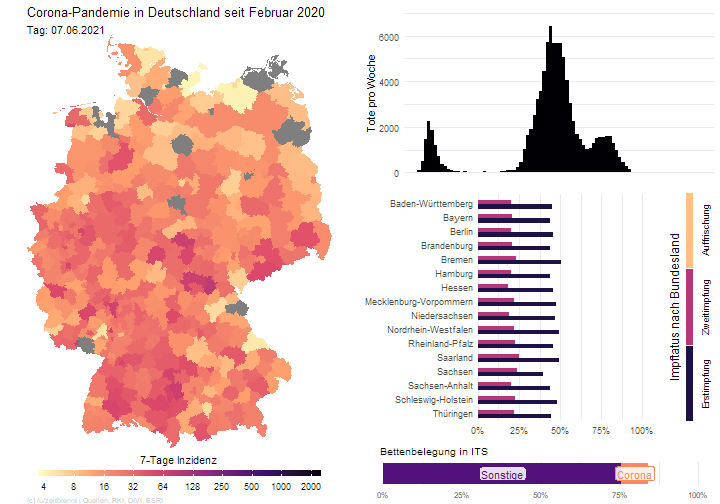 Corona-Pandemie in Deutschland seit Februar 2020
Tag: 07.06.2021
Tote pro Woche
6000
4000
2000
0
Baden-Württemberg
Bayern
Berlin
Brandenburg
Bremen
Hamburg
Hessen
Mecklenburg-Vorpommern
Niedersachsen
Nordrhein-Westfalen
Rheinland-Pfalz
Saarland
Sachsen
Sachsen-Anhalt
Schleswig-Holstein
Thüringen
0% 25% 50% 75% 100%
Impfstatus nach Bundesland
Auffrischung
Zweitimpfung
Erstimpfung
7-Tage Inzidenz
4 8 16 32 64 128 250 500 1000 2000
Bettenbelegung in ITS
Sonstige
Corona
0% 25% 50% 75% 100%